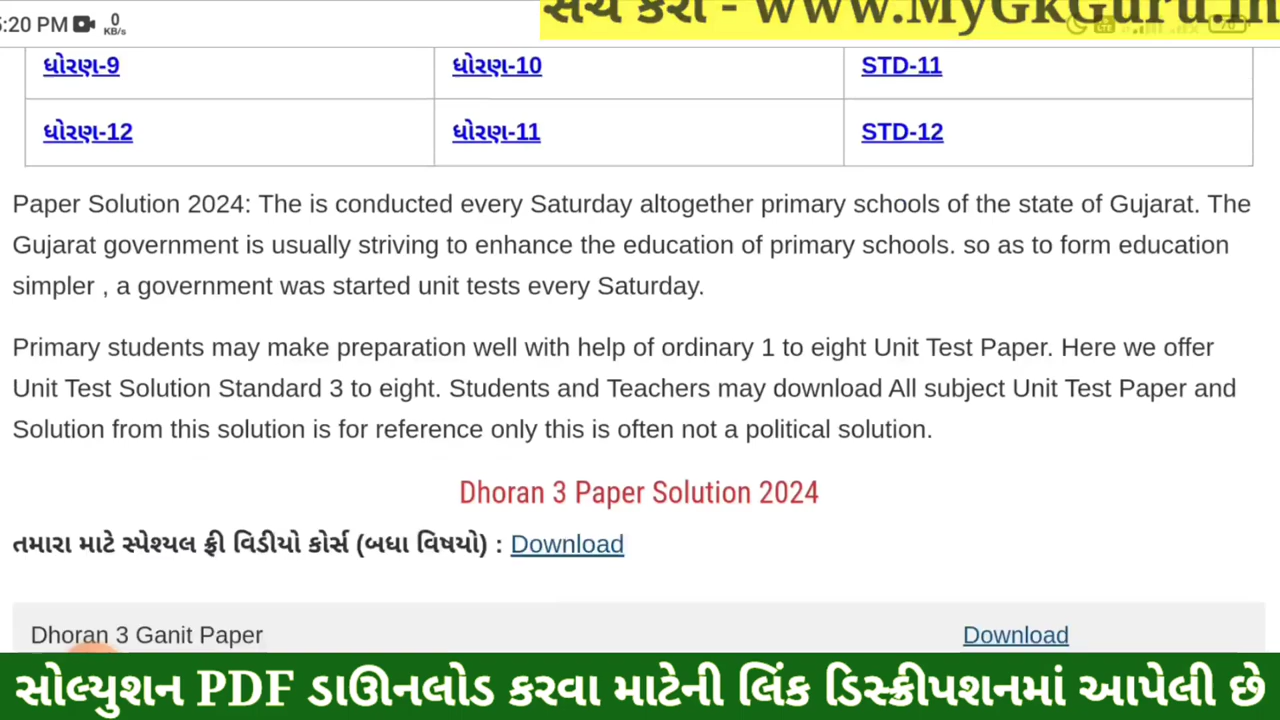 5:20 PM 0 KB/s
સર્ચ કરો - www.MyGkGuru.in
ધોરણ-9 ધોરણ-10 STD-11
ધોરણ-12 ધોરણ-11 STD-12
Paper Solution 2024: The is conducted every Saturday altogether primary schools of the state of Gujarat. The
Gujarat government is usually striving to enhance the education of primary schools. so as to form education
simpler , a government was started unit tests every Saturday.
Primary students may make preparation well with help of ordinary 1 to eight Unit Test Paper. Here we offer
Unit Test Solution Standard 3 to eight. Students and Teachers may download All subject Unit Test Paper and
Solution from this solution is for reference only this is often not a political solution.
Dhoran 3 Paper Solution 2024
તમારા માટે સ્પેશ્યલ ફ્રી વિડીયો કોર્સ (બધા વિષયો) : Download
Dhoran 3 Ganit Paper Download
સોલ્યુશન PDF ડાઊનલોડ કરવા માટેની લિંક ડિસ્ક્રીપશનમાં આપેલી છે